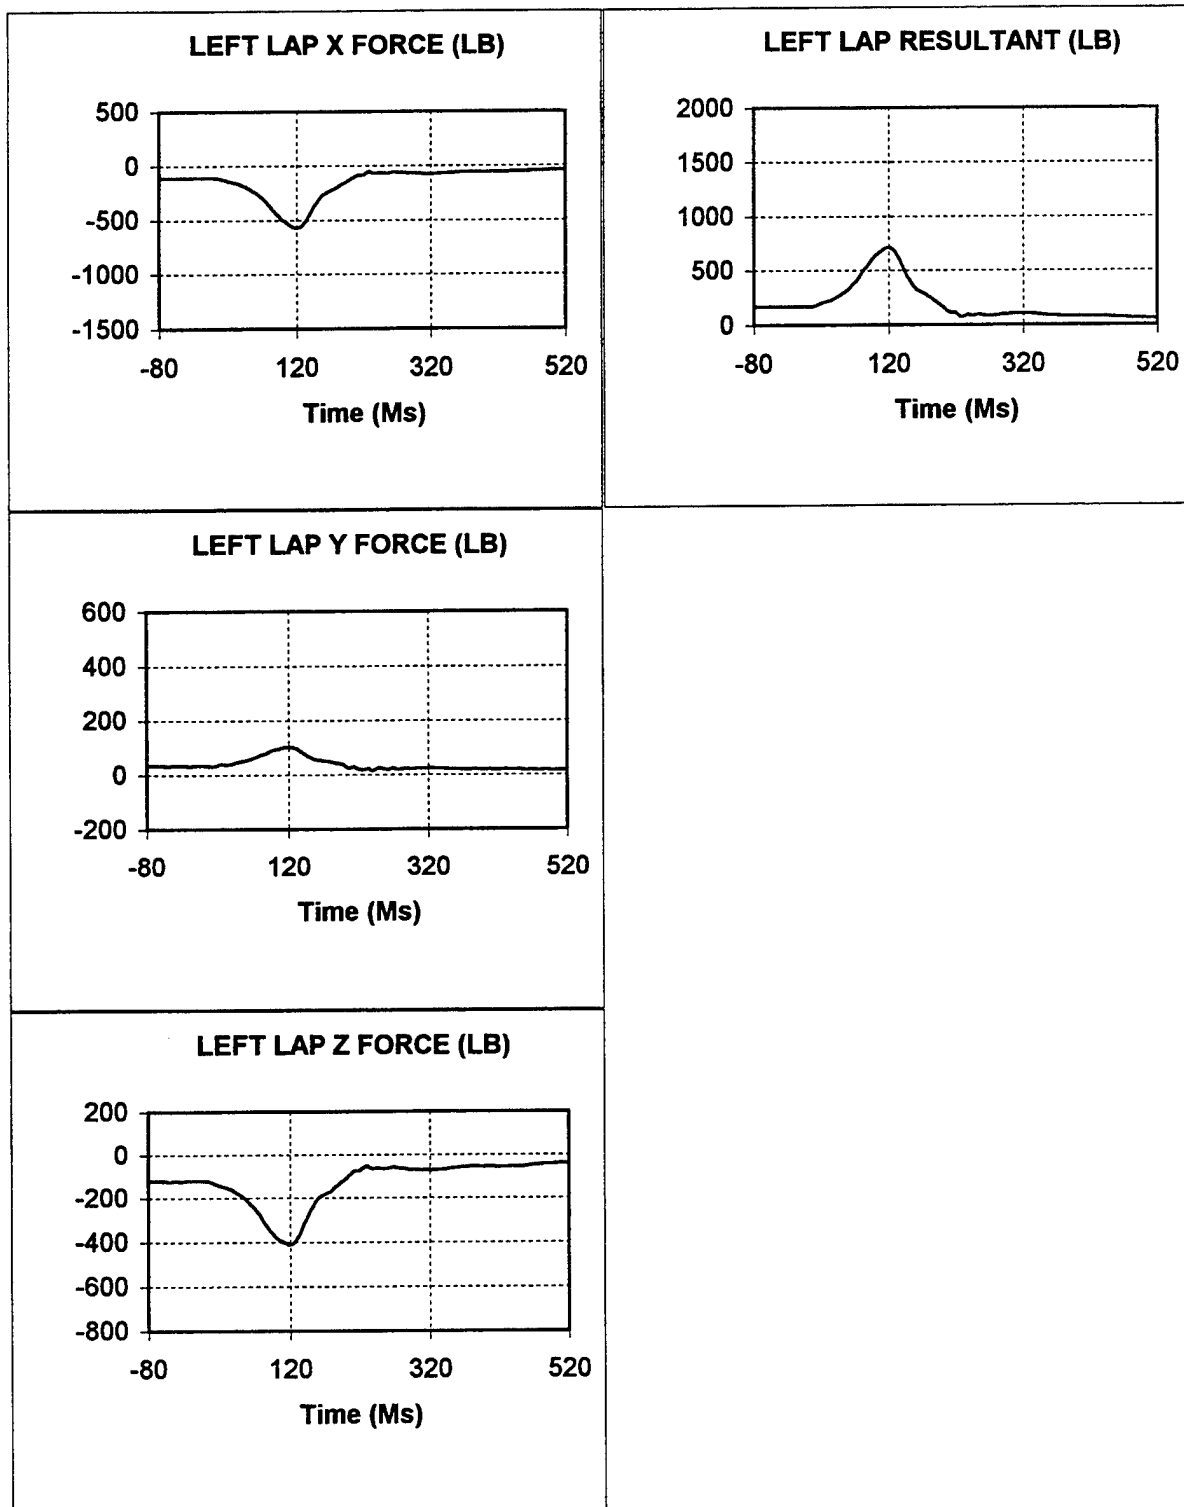 LEFT LAP X FORCE (LB)
500
0
-500
-1000
-1500
-80 120 320 520
Time (Ms)
LEFT LAP RESULTANT (LB)
2000
1500
1000
500
0
-80 120 320 520
Time (Ms)
LEFT LAP Y FORCE (LB)
600
400
200
0
-200
-80 120 320 520
Time (Ms)
LEFT LAP Z FORCE (LB)
200
0
-200
-400
-600
-800
-80 120 320 520
Time (Ms)